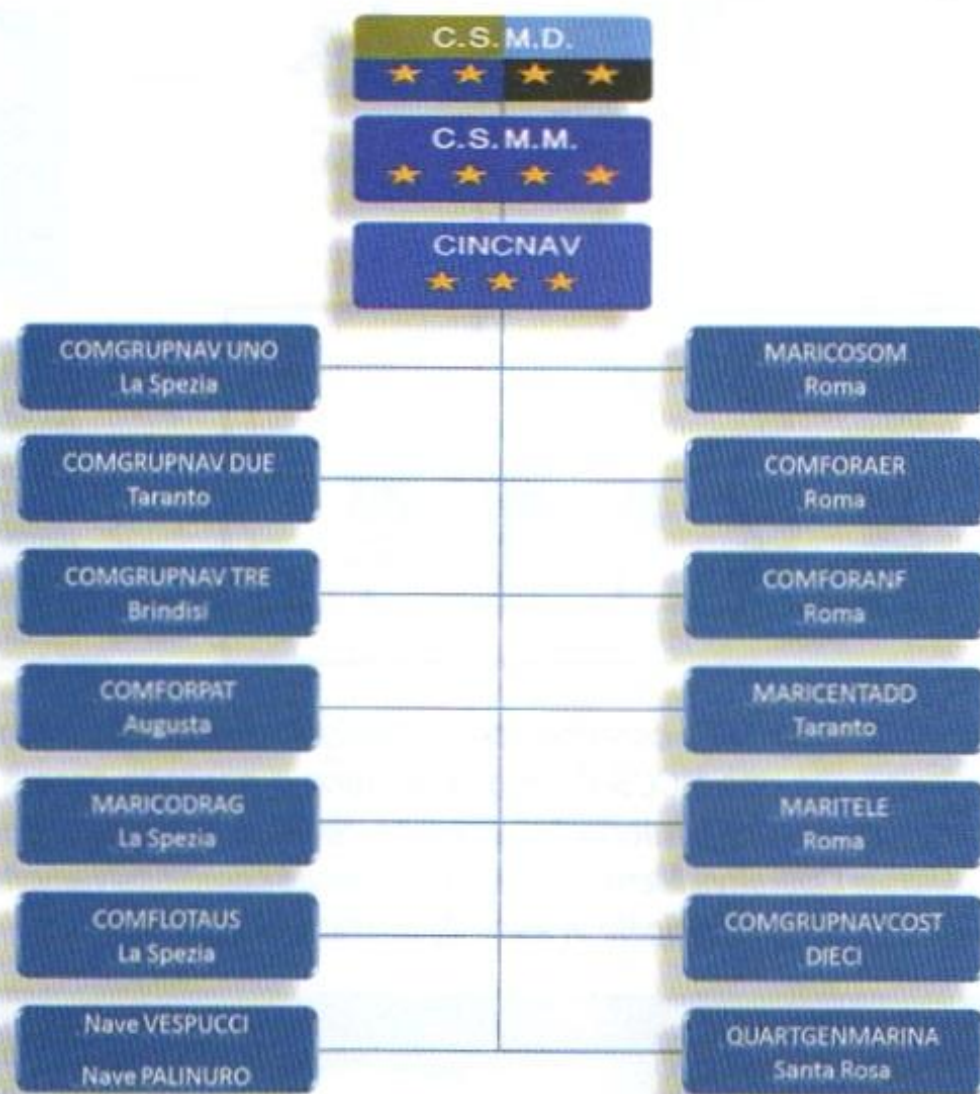 C.S.M.D.
C.S.M.M.
CINCNAV
COMGRUPNAV UNO
La Spezia
MARICOSOM
Roma
COMGRUPNAV DUE
Taranto
COMFORAER
Roma
COMGRUPNAV TRE
Brindisi
COMFORANF
Roma
COMFORPAT
Augusta
MARICENTADD
Taranto
MARICODRAG
La Spezia
MARITELE
Roma
COMFLOTAUS
La Spezia
COMGRUPNAVCOST
DIECI
Nave VESPUCCI
Nave PALINURO
QUARTGENMARINA
Santa Rosa